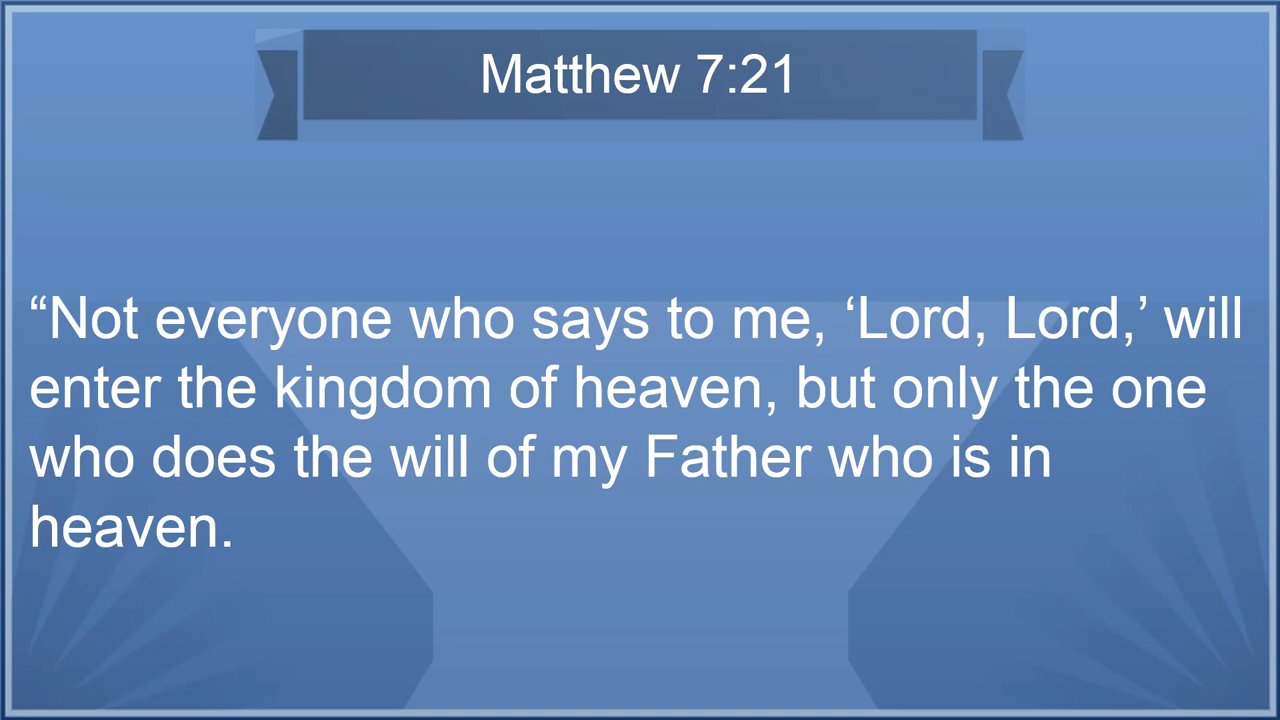 Matthew 7:21
“Not everyone who says to me, ‘Lord, Lord,’ will
enter the kingdom of heaven, but only the one
who does the will of my Father who is in
heaven.